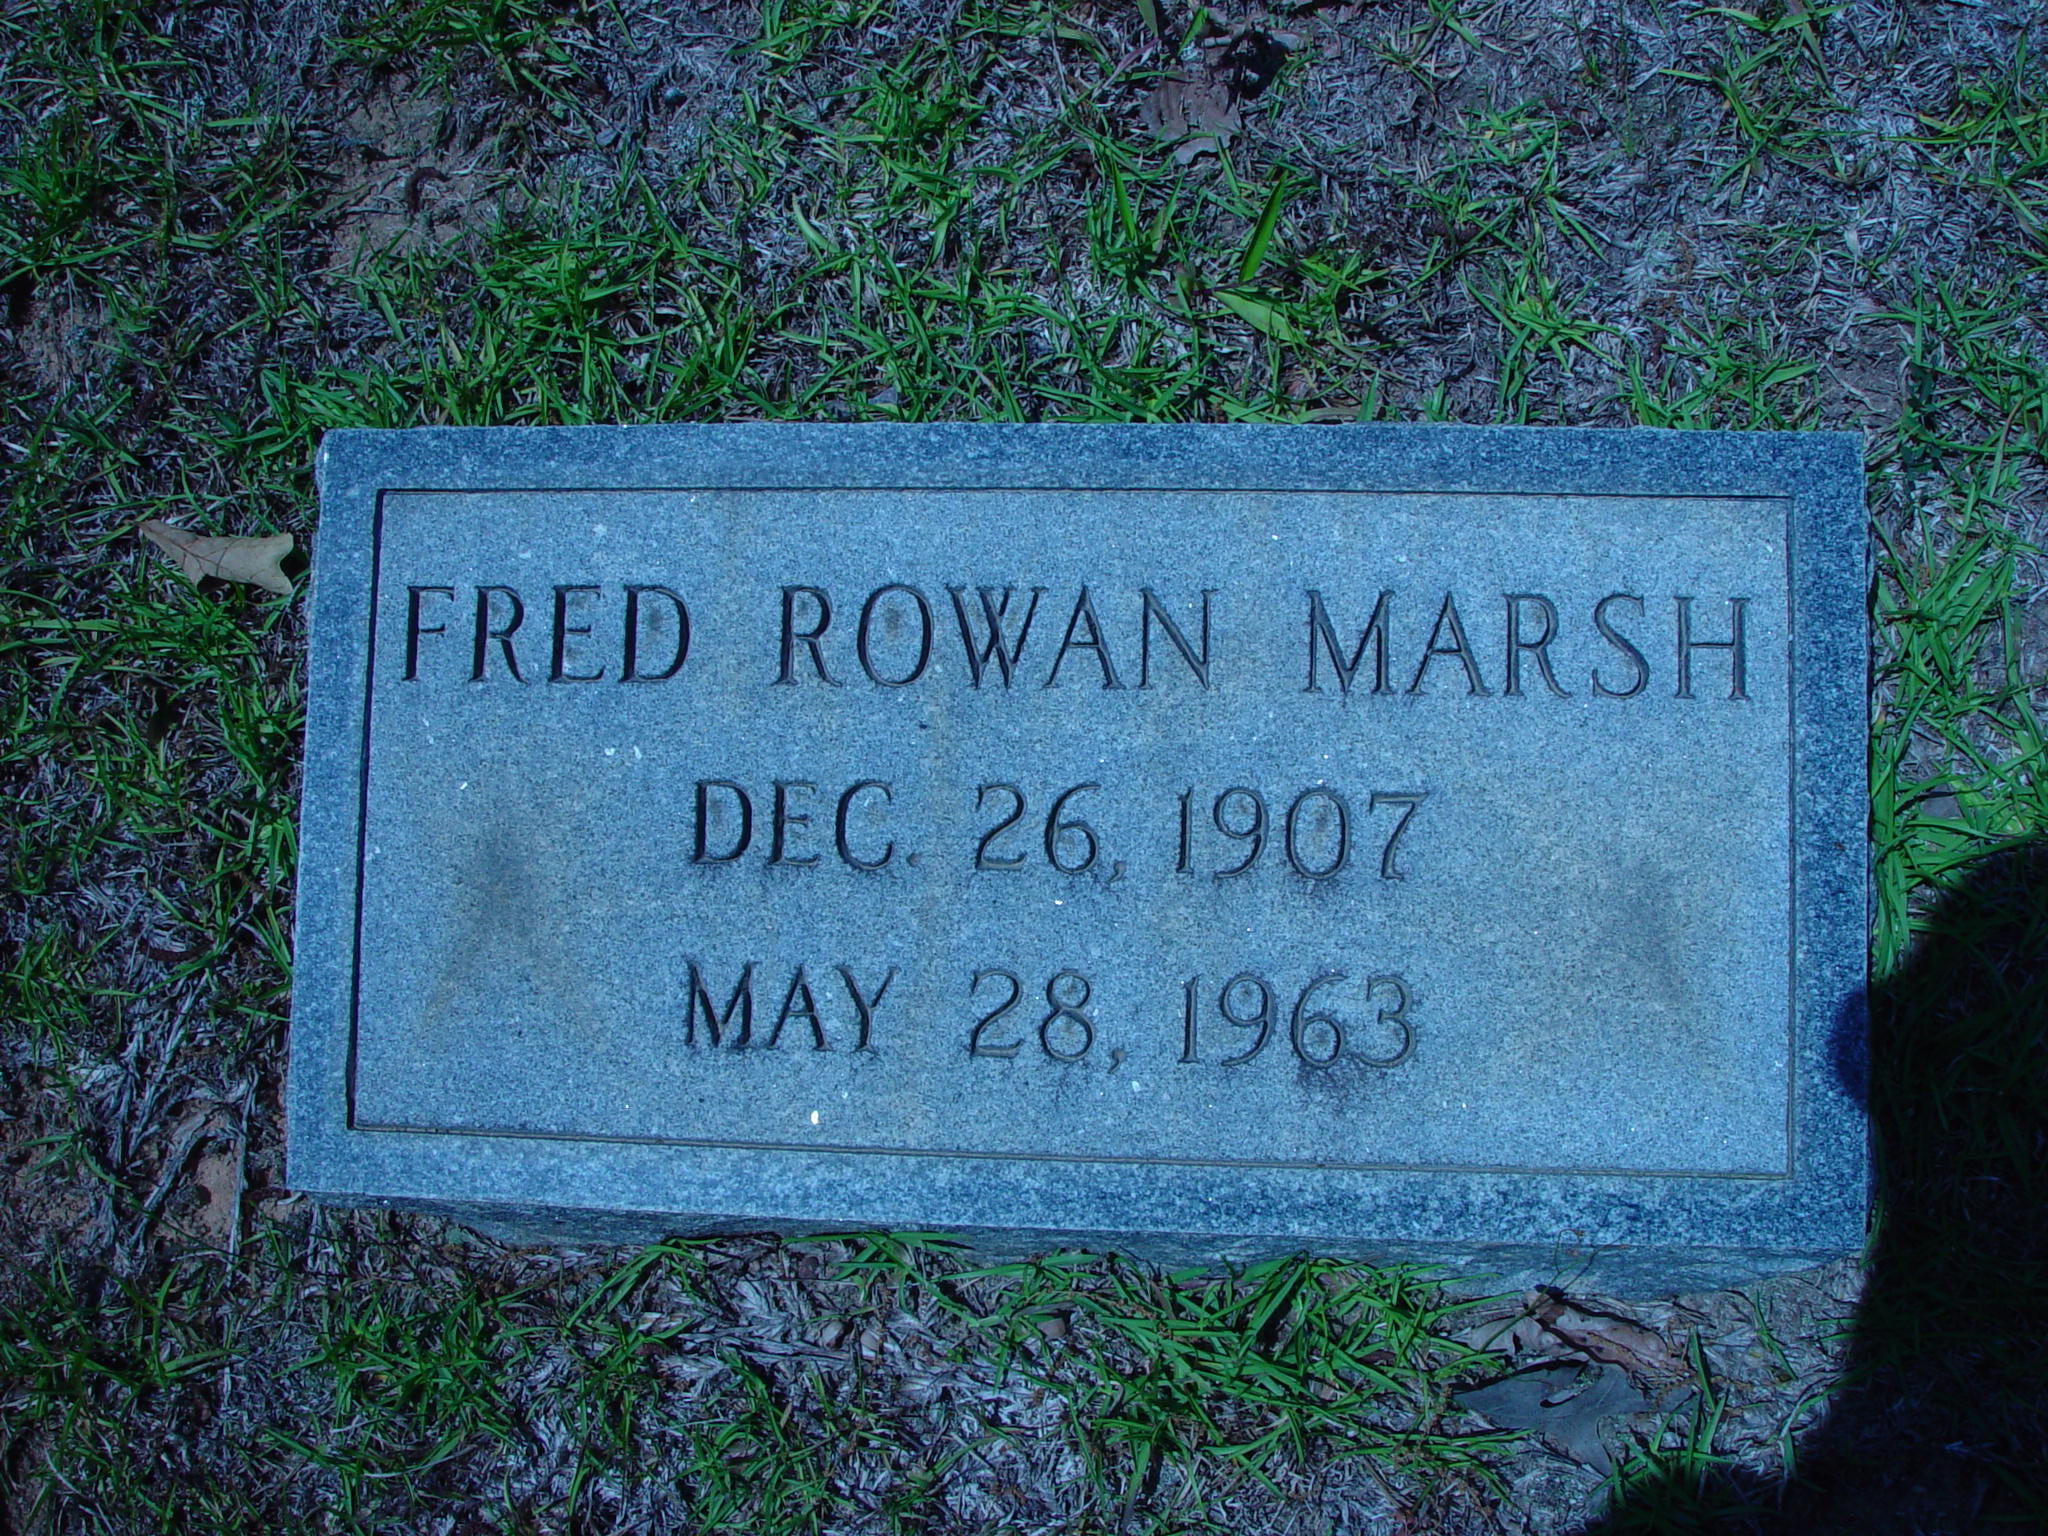 FRED ROWAN MARSH
DEC. 26, 1907
MAY 28, 1963